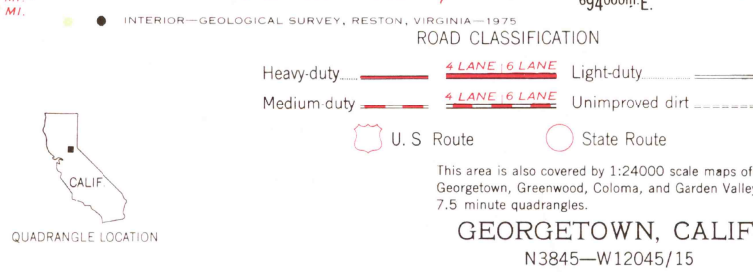 MI.
694000m.E.
INTERIOR—GEOLOGICAL SURVEY, RESTON, VIRGINIA—1975
ROAD CLASSIFICATION
Heavy-duty 4 LANE 6 LANE Light-duty
Medium-duty 4 LANE 6 LANE Unimproved dirt
U. S Route State Route
CALIF.
QUADRANGLE LOCATION
This area is also covered by 1:24000 scale maps of
Georgetown, Greenwood, Coloma, and Garden Valley
7.5 minute quadrangles.
GEORGETOWN, CALIF
N3845—W12045/15